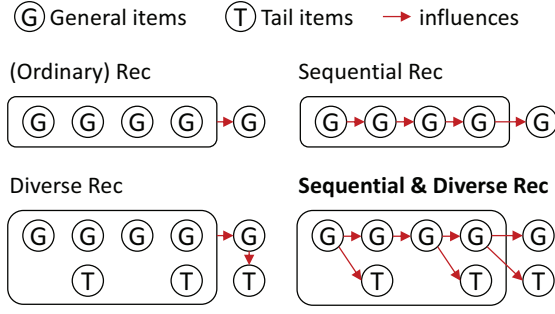 G General items T Tail items → influences
(Ordinary) Rec Sequential Rec
G G G G → G G → G → G → G → G
Diverse Rec Sequential & Diverse Rec
G G G G → G G → G → G → G → G
T T T T T T